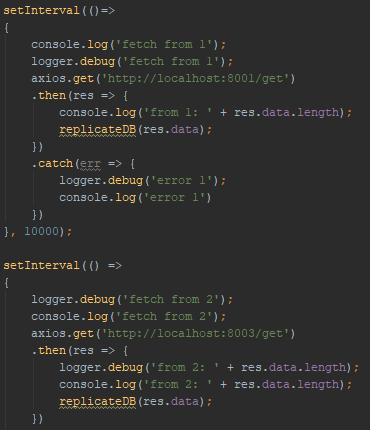 setInterval(()=>
{
    console.log('fetch from 1');
    logger.debug('fetch from 1');
    axios.get('http://localhost:8001/get')
    .then(res => {
        console.log('from 1: ' + res.data.length);
        replicateDB(res.data);
    })
    .catch(err => {
        logger.debug('error 1');
        console.log('error 1')
    })
}, 10000);
setInterval(() =>
{
    logger.debug('fetch from 2');
    console.log('fetch from 2');
    axios.get('http://localhost:8003/get')
    .then(res => {
        logger.debug('from 2: ' + res.data.length);
        console.log('from 2: ' + res.data.length);
        replicateDB(res.data);
    })